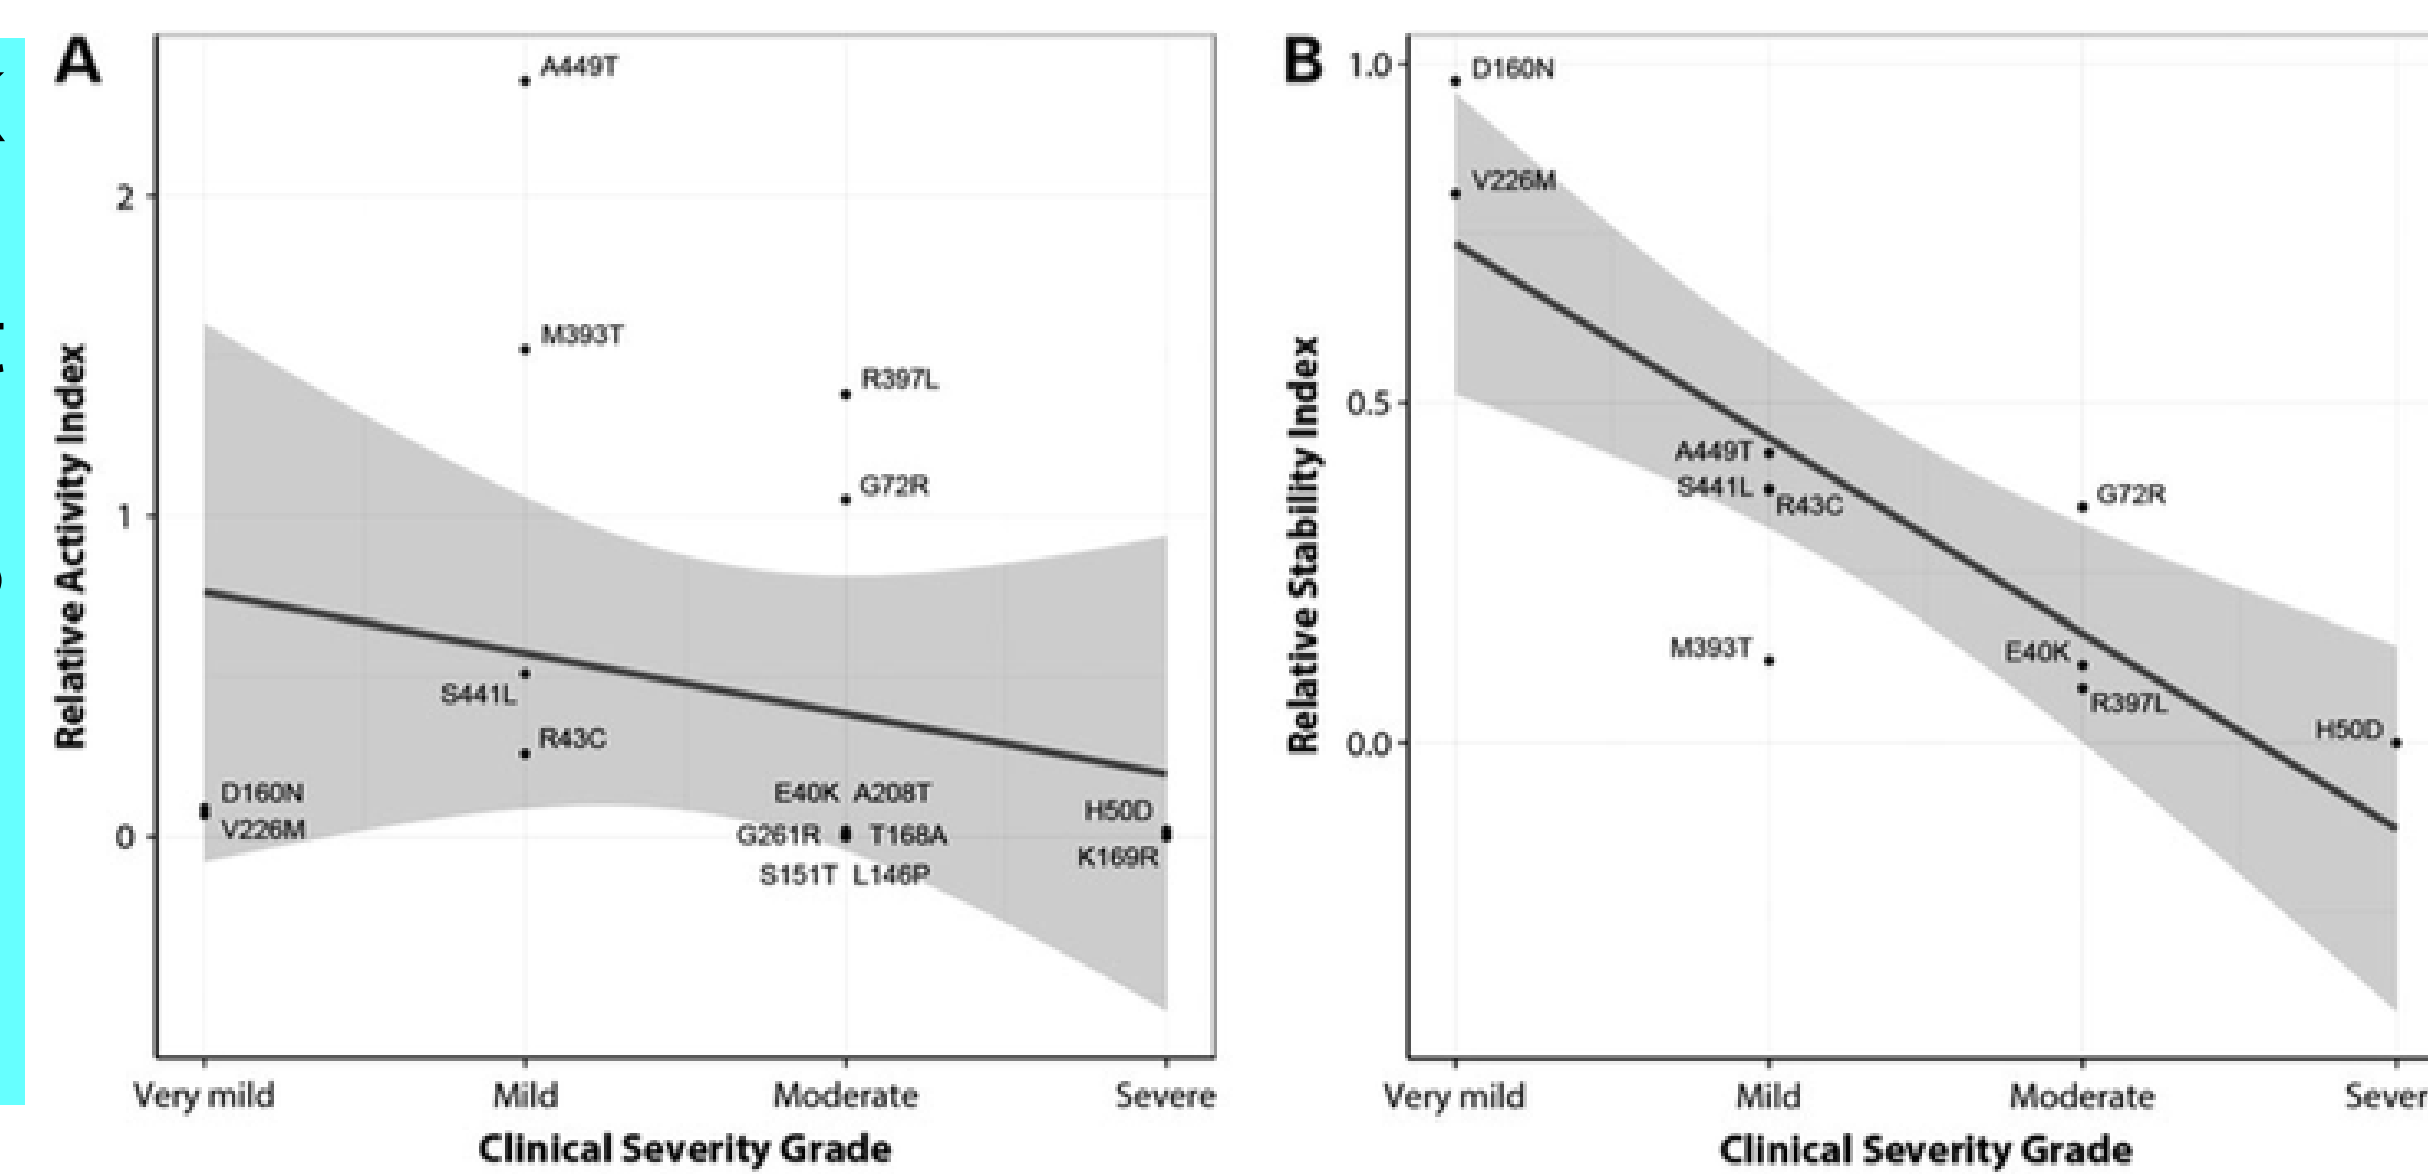 A
A449T
2
M393T
R397L
G72R
1
S441L
R43C
D160N
V226M
E40K A208T
G261R T168A
S151T L146P
H50D
K169R
0
Relative Activity Index
Very mild Mild Moderate Severe
Clinical Severity Grade
B
1.0
D160N
V226M
0.5
A449T
S441L
R43C
G72R
M393T
E40K
R397L
H50D
0.0
Relative Stability Index
Very mild Mild Moderate Sever
Clinical Severity Grade